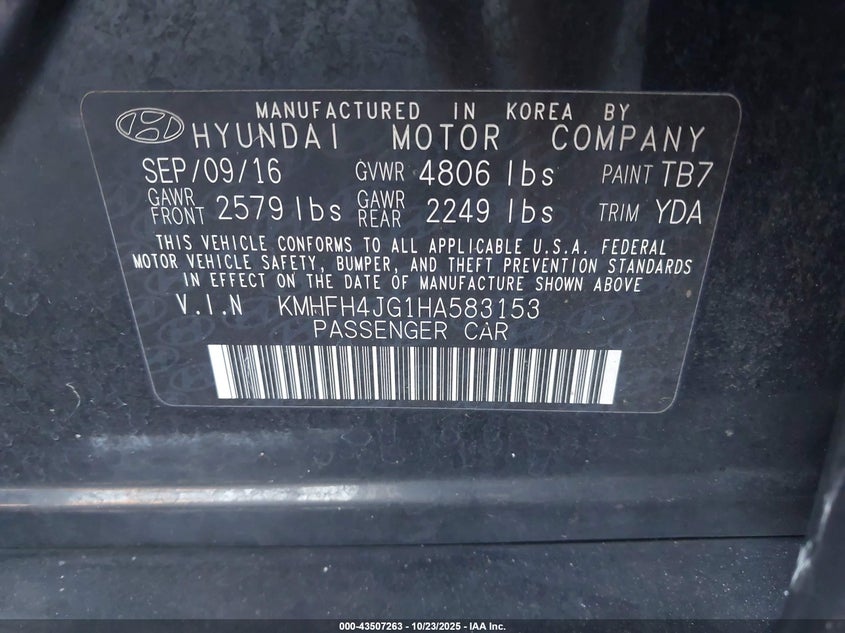 MANUFACTURED IN KOREA BY
HYUNDAI MOTOR COMPANY
SEP/09/16 GVWR 4806 lbs PAINT TB7
GAWR FRONT 2579 lbs GAWR REAR 2249 lbs TRIM YDA
THIS VEHICLE CONFORMS TO ALL APPLICABLE U.S.A. FEDERAL
MOTOR VEHICLE SAFETY, BUMPER, AND THEFT PREVENTION STANDARDS
IN EFFECT ON THE DATE OF MANUFACTURE SHOWN ABOVE
V.I.N KMHFH4JG1HA583153
PASSENGER CAR
000-43507263 - 10/23/2025 - IAA Inc.